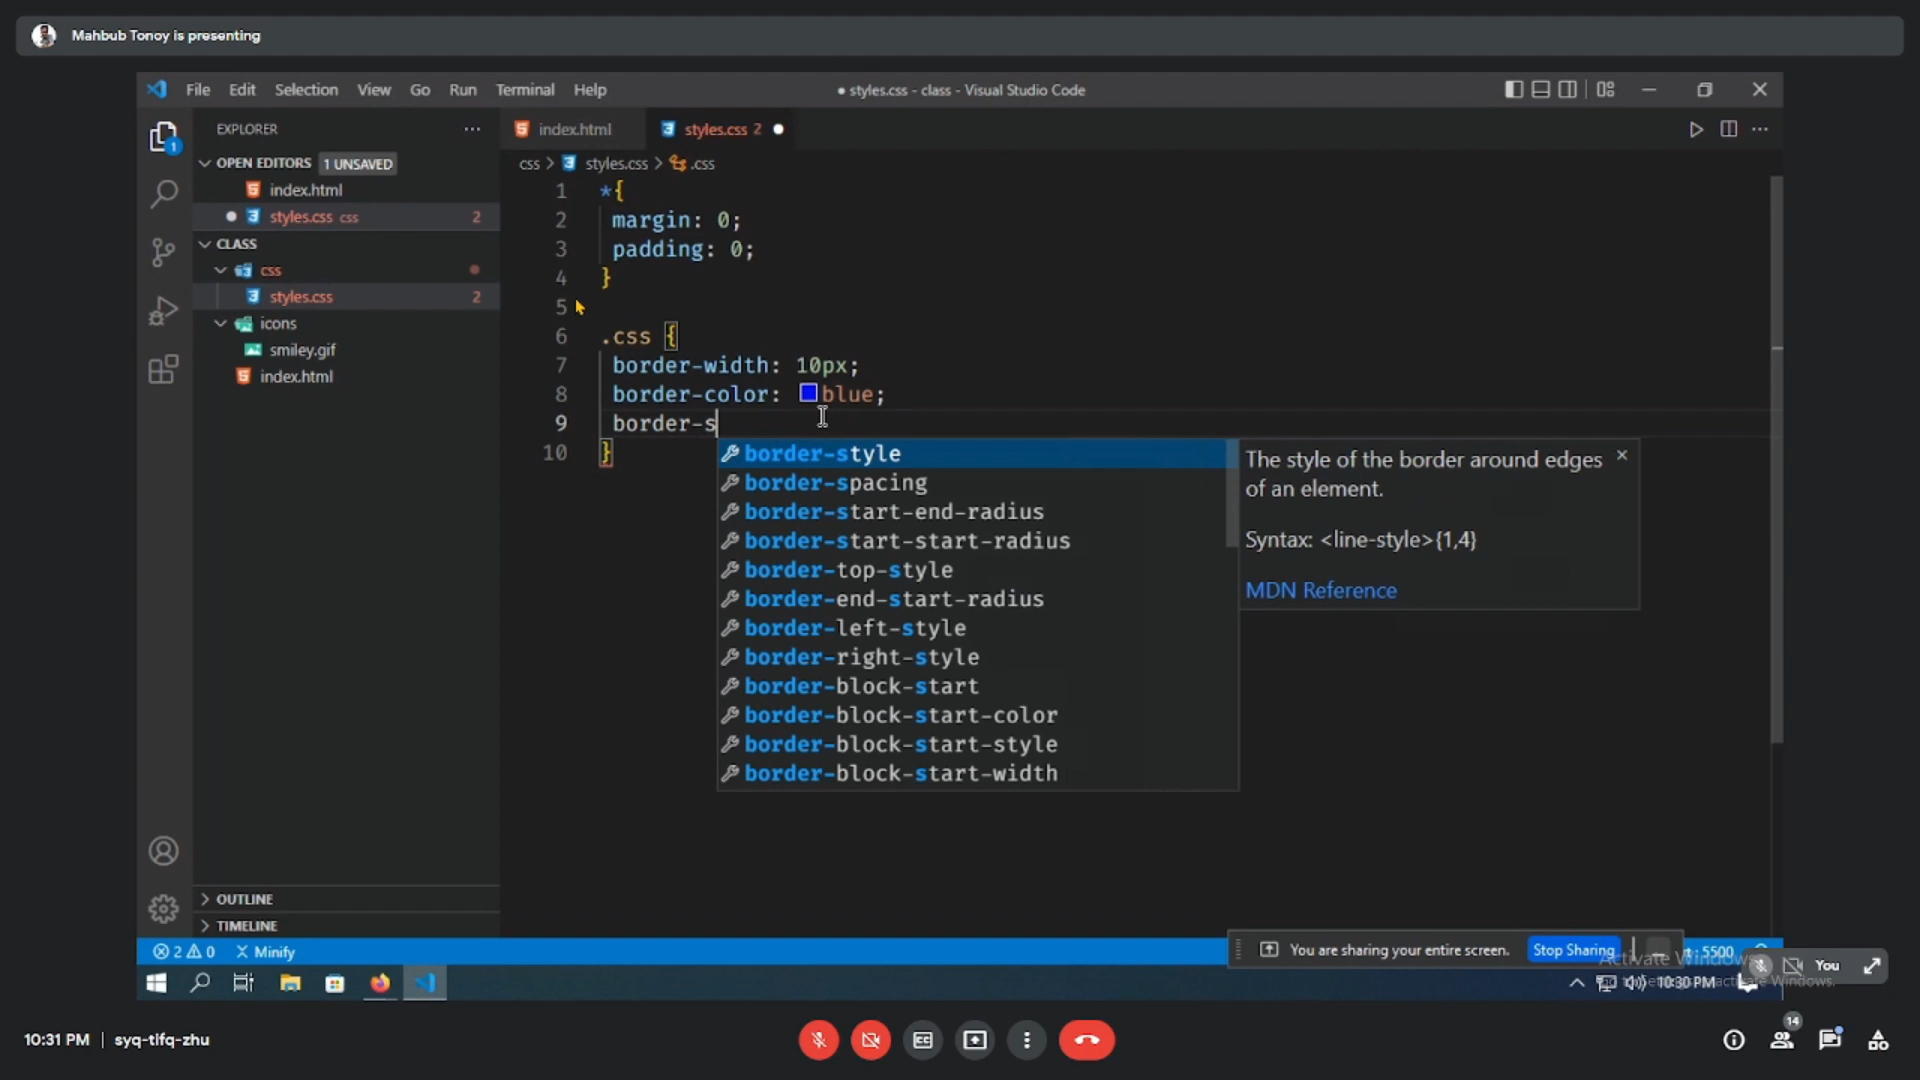 Mahbub Tonoy is presenting
File Edit Selection View Go Run Terminal Help
● styles.css - class - Visual Studio Code
EXPLORER
OPEN EDITORS 1 UNSAVED
index.html
styles.css css 2
CLASS
css
styles.css 2
icons
smiley.gif
index.html
OUTLINE
TIMELINE
index.html
styles.css 2
css > styles.css > .css
1 *{
2 margin: 0;
3 padding: 0;
4 }
5
6 .css {
7 border-width: 10px;
8 border-color: blue;
9 border-s
10 }
border-style
border-spacing
border-start-end-radius
border-start-start-radius
border-top-style
border-end-start-radius
border-left-style
border-right-style
border-block-start
border-block-start-color
border-block-start-style
border-block-start-width
The style of the border around edges
of an element.
Syntax: <line-style>{1,4}
MDN Reference
2 0 Minify
You are sharing your entire screen. Stop Sharing
: 5500
Activate Windows
10:30 PM
You
10:31 PM | syq-tifq-zhu
14